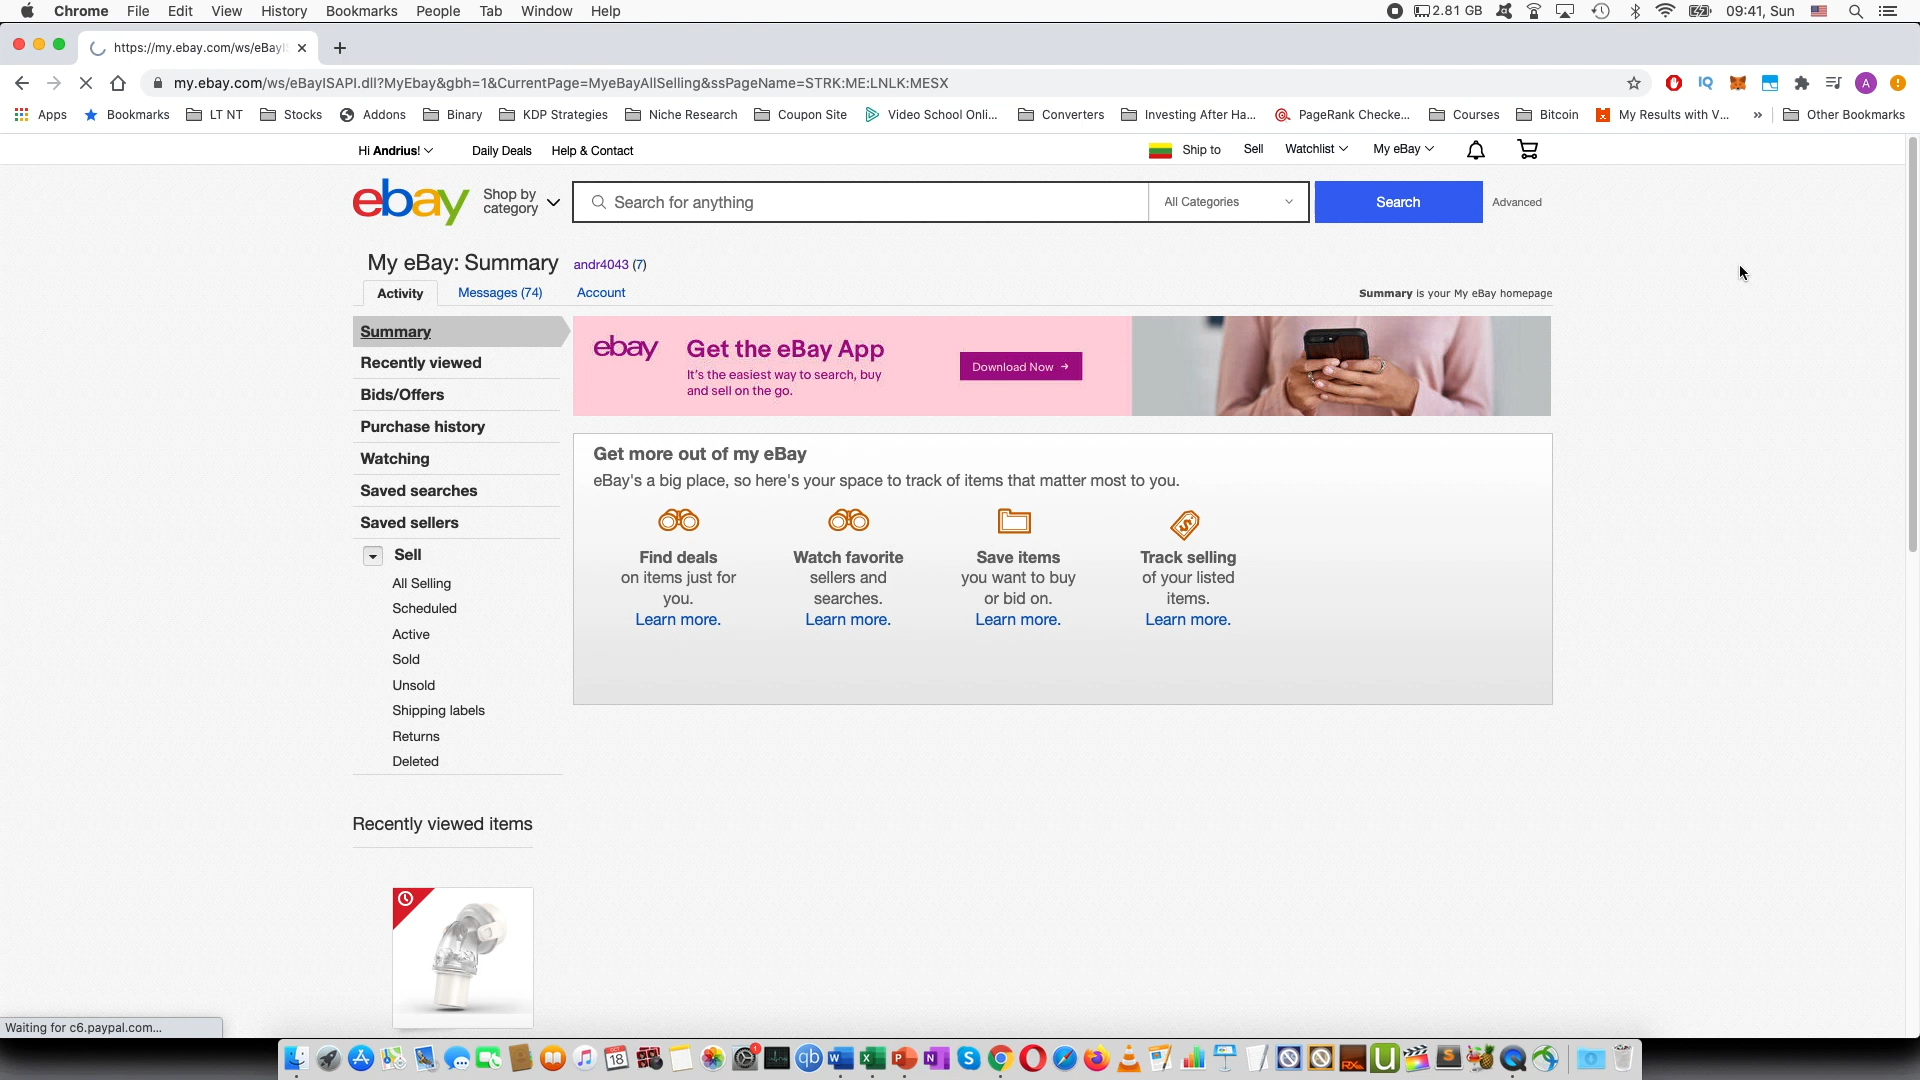 Chrome File Edit View History Bookmarks People Tab Window Help 2.81 GB 09:41, Sun
https://my.ebay.com/ws/eBayI
my.ebay.com/ws/eBayISAPI.dll?MyEbay&gbh=1&CurrentPage=MyeBayAllSelling&ssPageName=STRK:ME:LNLK:MESX
Apps Bookmarks LT NT Stocks Addons Binary KDP Strategies Niche Research Coupon Site Video School Onli... Converters Investing After Ha... PageRank Checke... Courses Bitcoin My Results with V... » Other Bookmarks
Hi Andrius! Daily Deals Help & Contact Ship to Sell Watchlist My eBay
ebay Shop by category Search for anything All Categories Search Advanced
My eBay: Summary andr4043 (7)
Activity Messages (74) Account Summary is your My eBay homepage
Summary
Recently viewed
Bids/Offers
Purchase history
Watching
Saved searches
Saved sellers
Sell
All Selling
Scheduled
Active
Sold
Unsold
Shipping labels
Returns
Deleted
ebay Get the eBay App
It's the easiest way to search, buy
and sell on the go.
Download Now →
Get more out of my eBay
eBay's a big place, so here's your space to track of items that matter most to you.
Find deals
on items just for
you.
Learn more.
Watch favorite
sellers and
searches.
Learn more.
Save items
you want to buy
or bid on.
Learn more.
Track selling
of your listed
items.
Learn more.
Recently viewed items
Waiting for c6.paypal.com...